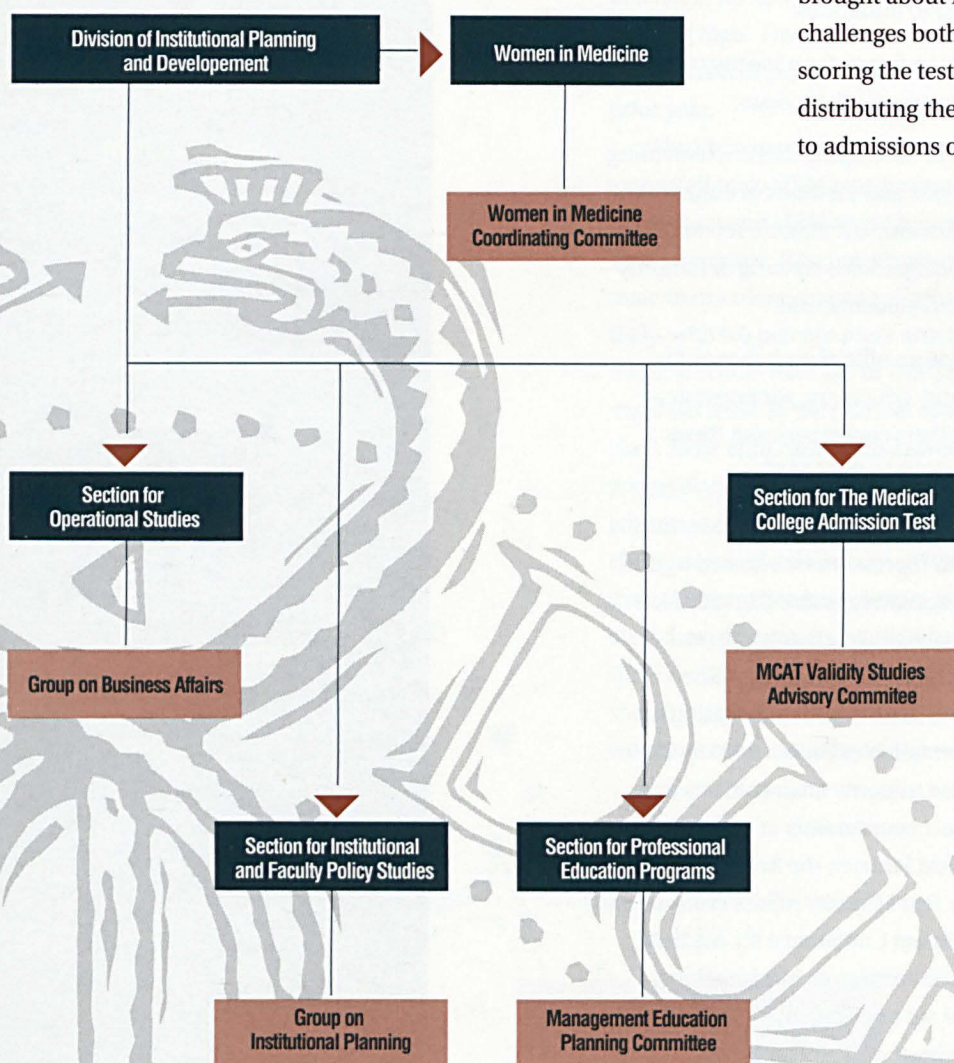 brought about
challenges both
scoring the test
distributing the
to admissions
Division of Institutional Planning
and Developement
Women in Medicine
Women in Medicine
Coordinating Committee
Section for
Operational Studies
Section for The Medical
College Admission Test
Group on Business Affairs
MCAT Validity Studies
Advisory Commitee
Section for Institutional
and Faculty Policy Studies
Section for Professional
Education Programs
Group on
Institutional Planning
Management Education
Planning Committee